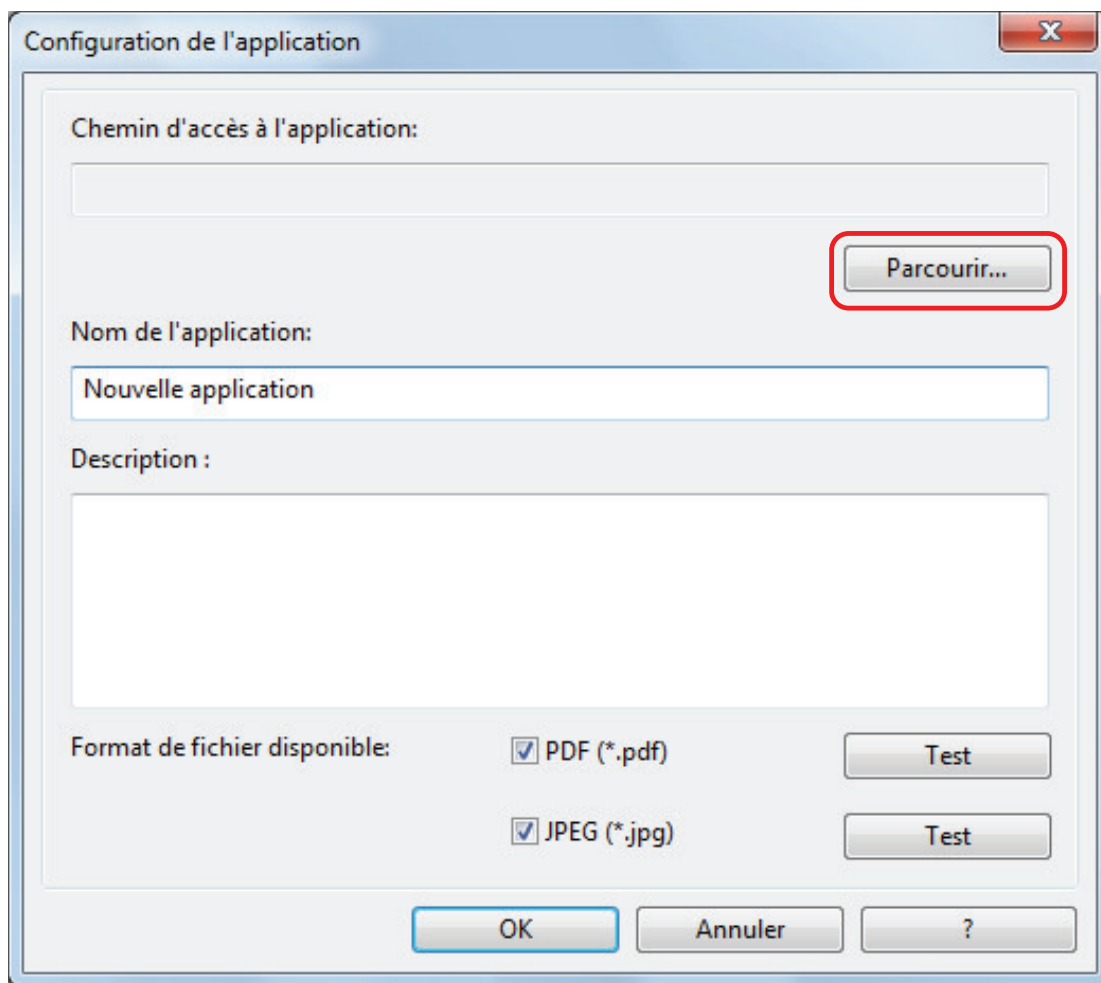 Configuration de l'application
Chemin d'accès à l'application:
Parcourir...
Nom de l'application:
Nouvelle application
Description :
Format de fichier disponible:
PDF (*.pdf)
Test
JPEG (*.jpg)
Test
OK
Annuler
?